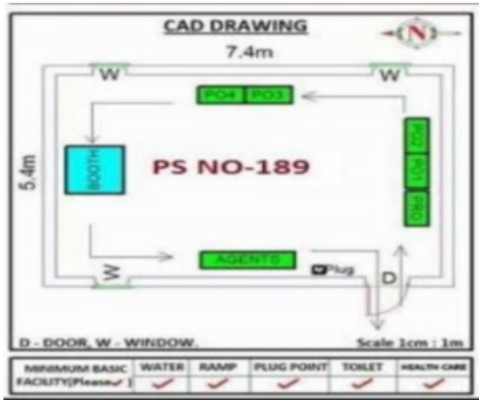 CAD DRAWING
N
7.4m
W
W
PO4 PO3
PO2
PO1
PRO
BOOTH
PS NO-189
5.4m
AGENTS
Plug
W
D
D - DOOR, W - WINDOW.
Scale 1cm : 1m
MINIMUM BASIC FACILITY(Please✓)
WATER
RAMP
PLUG POINT
TOILET
HEALTH CARE